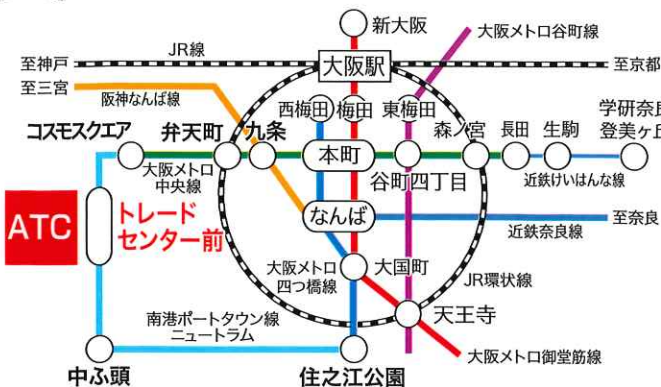 新大阪
大阪メトロ谷町線
JR線
至神戸
大阪駅
至京都
至三宮
阪神なんば線
西梅田
梅田
東梅田
学研奈良
登美ヶ丘
コスモスクエア
弁天町
九条
本町
森ノ宮
長田
生駒
大阪メトロ
中央線
谷町四丁目
近鉄けいはんな線
ATC
トレード
センター前
なんば
至奈良
近鉄奈良線
大阪メトロ
四つ橋線
大国町
JR環状線
南港ポートタウン線
ニュートラム
天王寺
中ふ頭
住之江公園
大阪メトロ御堂筋線